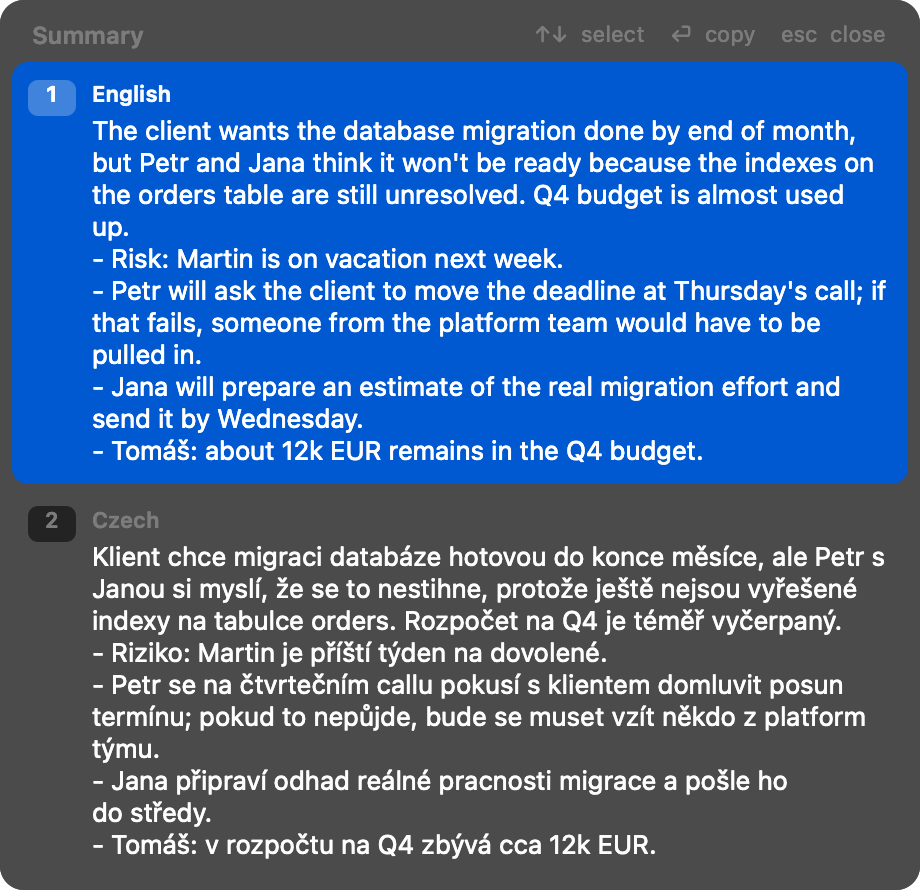 Summary ↑↓ select ↩ copy esc close
1 English
The client wants the database migration done by end of month,
but Petr and Jana think it won't be ready because the indexes on
the orders table are still unresolved. Q4 budget is almost used
up.
- Risk: Martin is on vacation next week.
- Petr will ask the client to move the deadline at Thursday's call; if
that fails, someone from the platform team would have to be
pulled in.
- Jana will prepare an estimate of the real migration effort and
send it by Wednesday.
- Tomáš: about 12k EUR remains in the Q4 budget.
2 Czech
Klient chce migraci databáze hotovou do konce měsíce, ale Petr s
Janou si myslí, že se to nestihne, protože ještě nejsou vyřešené
indexy na tabulce orders. Rozpočet na Q4 je téměř vyčerpaný.
- Riziko: Martin je příští týden na dovolené.
- Petr se na čtvrtečním callu pokusí s klientem domluvit posun
termínu; pokud to nepůjde, bude se muset vzít někdo z platform
týmu.
- Jana připraví odhad reálné pracnosti migrace a pošle ho
do středy.
- Tomáš: v rozpočtu na Q4 zbývá cca 12k EUR.